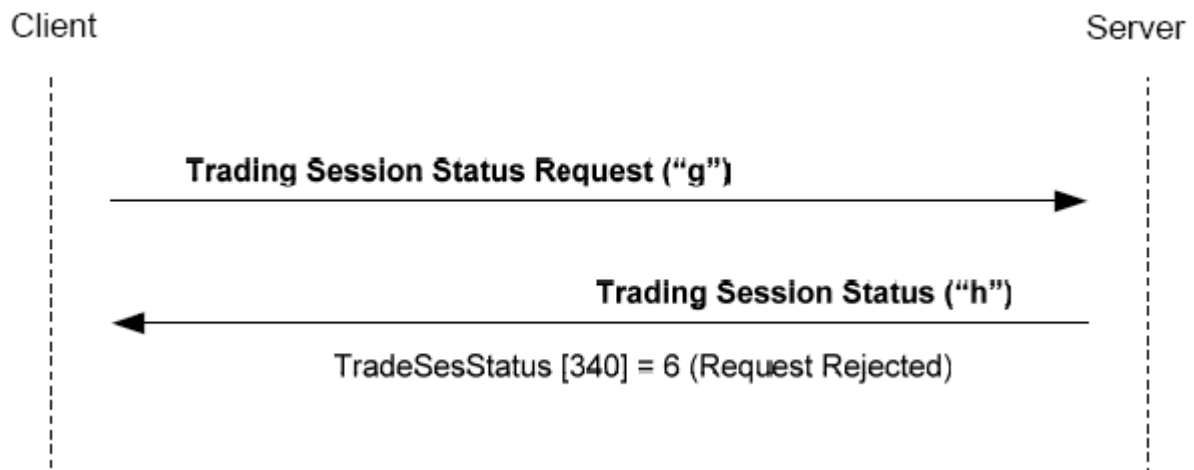 Client
Server
Trading Session Status Request (“g”)
Trading Session Status (“h”)
TradeSesStatus [340] = 6 (Request Rejected)